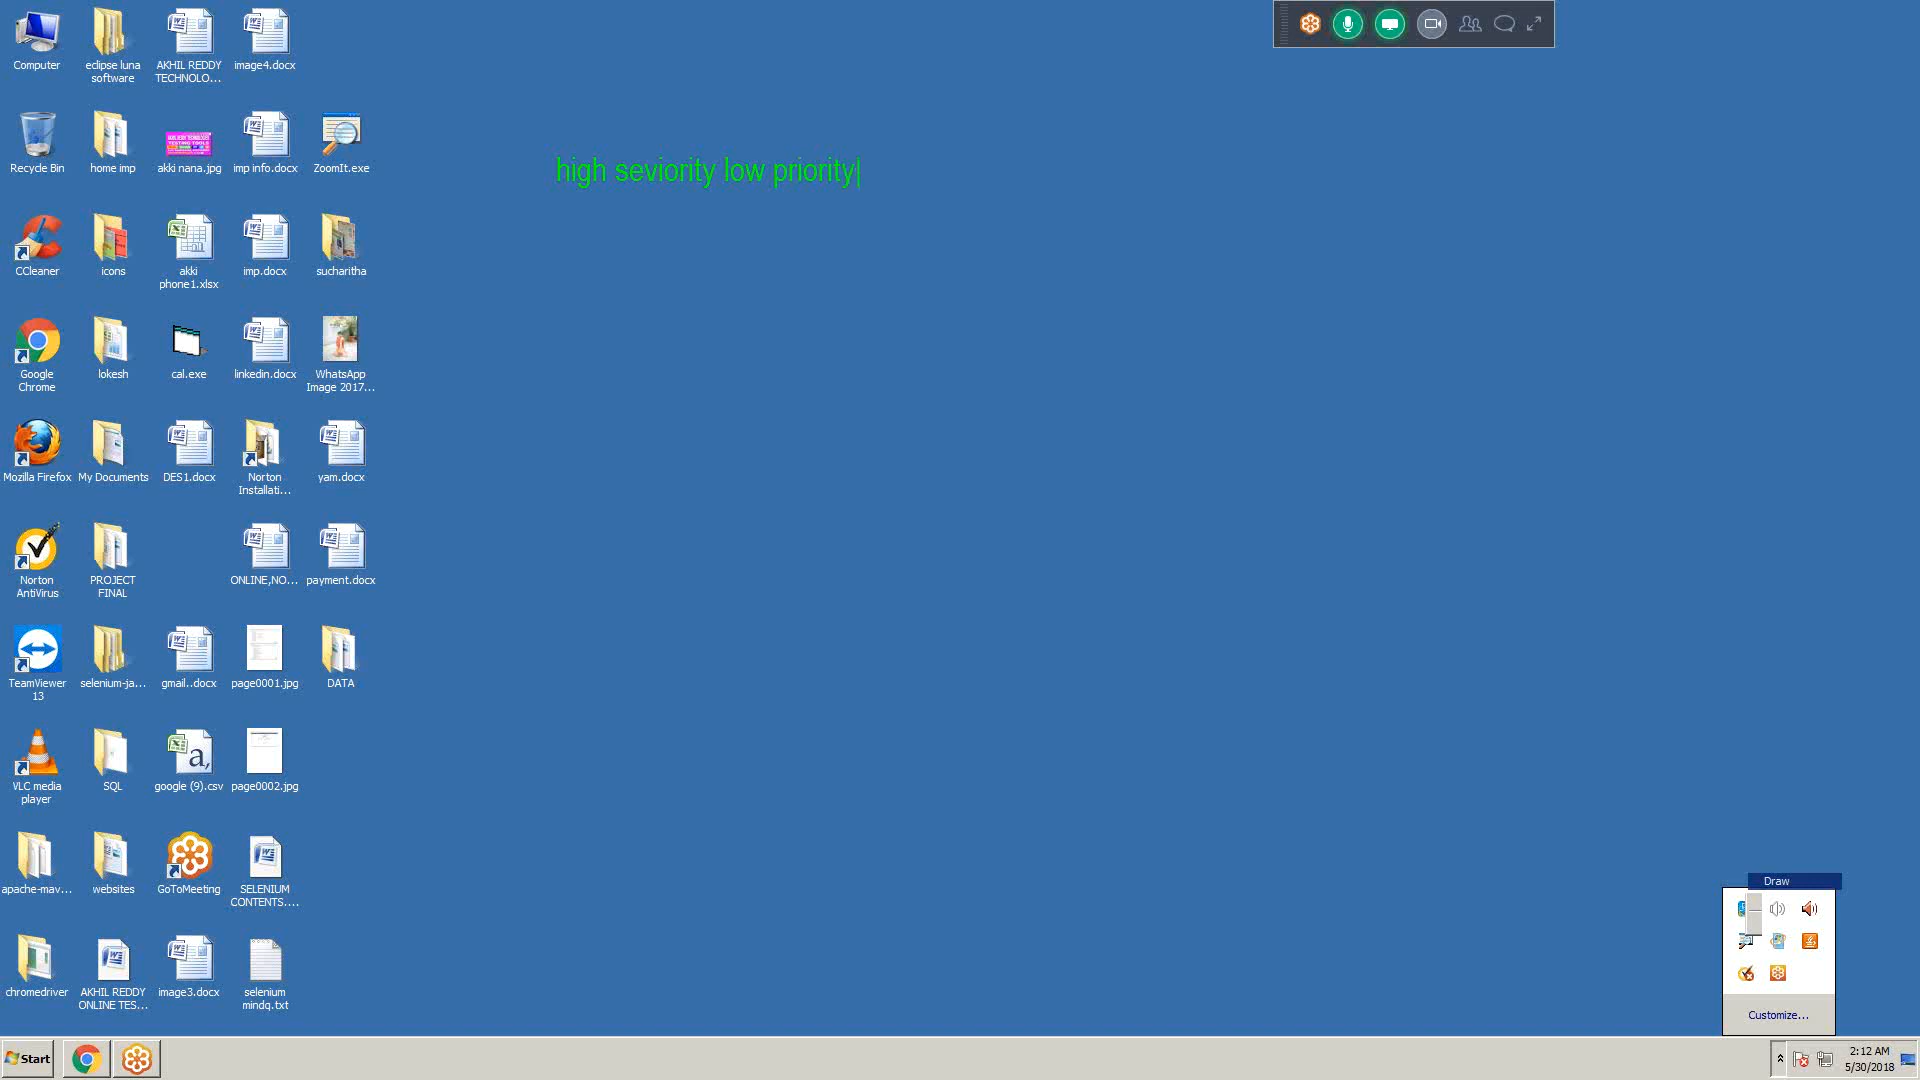 Computer
eclipse luna
software
AKHIL REDDY
TECHNOLO...
image4.docx
high seviority low priority
Recycle Bin
home imp
akki nana.jpg
imp info.docx
ZoomIt.exe
CCleaner
icons
akki
phone1.xlsx
imp.docx
sucharitha
Google
Chrome
lokesh
cal.exe
linkedin.docx
WhatsApp
Image 2017...
Mozilla Firefox
My Documents
DES1.docx
Norton
Installati...
yam.docx
Norton
AntiVirus
PROJECT
FINAL
ONLINE,NO...
payment.docx
TeamViewer
13
selenium-ja...
gmail..docx
page0001.jpg
DATA
VLC media
player
SQL
google (9).csv
page0002.jpg
apache-mav...
websites
GoToMeeting
SELENIUM
CONTENTS....
chromedriver
AKHIL REDDY
ONLINE TES...
image3.docx
selenium
mindq.txt
Draw
Customize...
Start
2:12 AM
5/30/2018